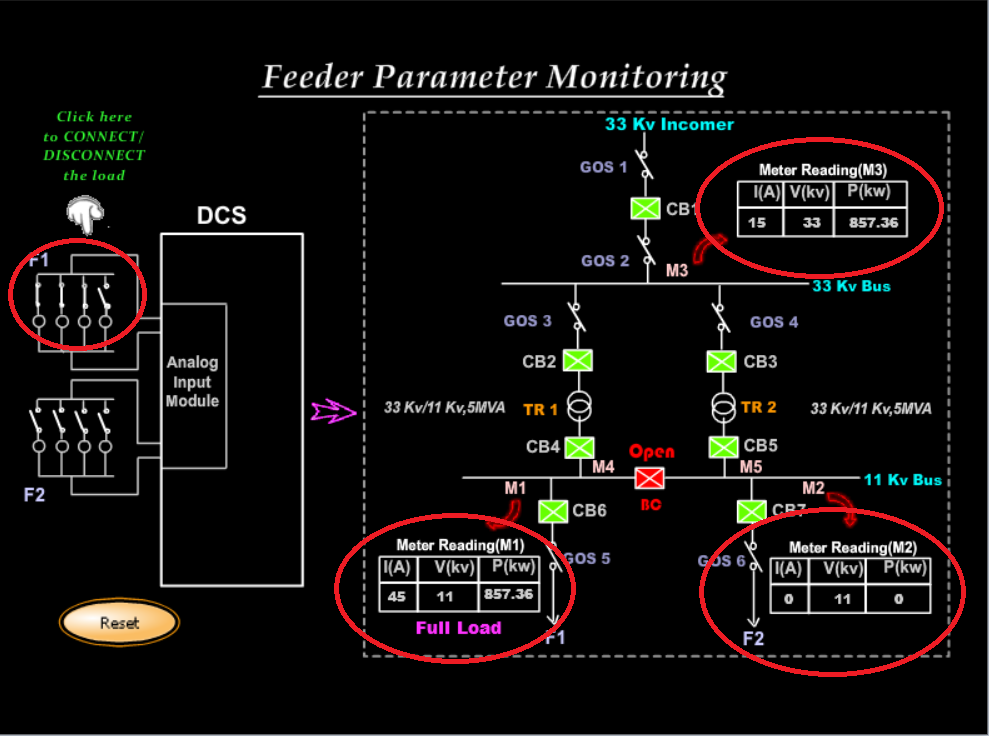 Feeder Parameter Monitoring
Click here
to CONNECT/
DISCONNECT
the load
DCS
F1
Analog
Input
Module
F2
Reset
33 Kv Incomer
GOS 1
CB1
GOS 2
M3
Meter Reading(M3)
I(A) V(kv) P(kw)
15 33 857.36
33 Kv Bus
GOS 3
GOS 4
CB2
CB3
33 Kv/11 Kv,5MVA
TR 1
TR 2
33 Kv/11 Kv,5MVA
CB4
Open
CB5
M4
M5
11 Kv Bus
M1
BC
M2
CB6
CB7
Meter Reading(M1)
I(A) V(kv) P(kw)
45 11 857.36
Full Load
GOS 5
F1
GOS 6
Meter Reading(M2)
I(A) V(kv) P(kw)
0 11 0
F2